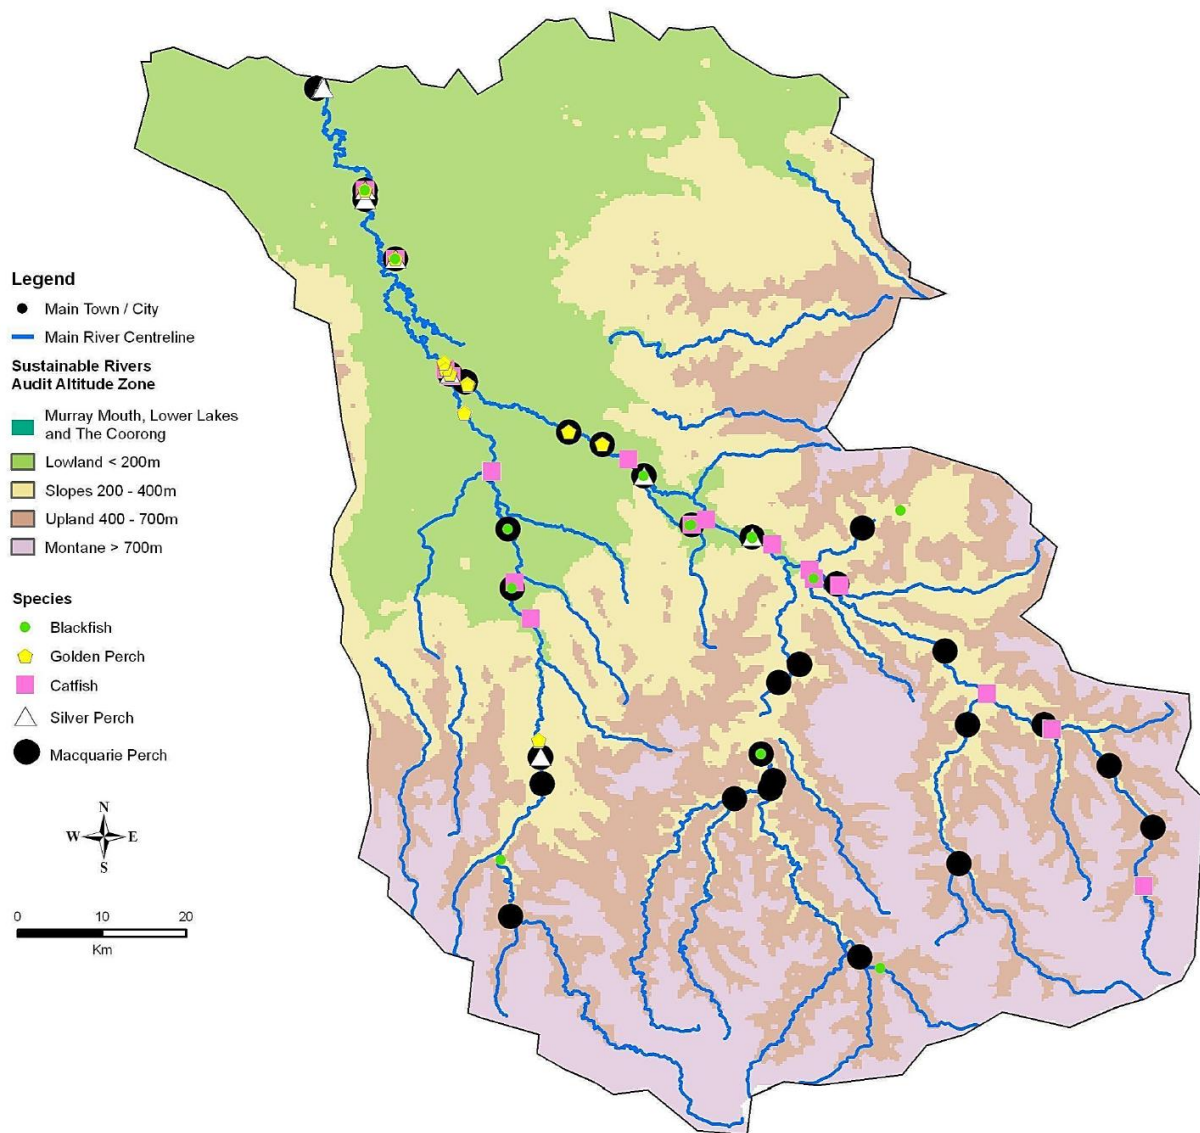 Legend
Main Town / City
Main River Centreline
Sustainable Rivers
Audit Altitude Zone
Murray Mouth, Lower Lakes
and The Coorong
Lowland < 200m
Slopes 200 - 400m
Upland 400 - 700m
Montane > 700m
Species
Blackfish
Golden Perch
Catfish
Silver Perch
Macquarie Perch
N
W E
S
0 10 20
Km